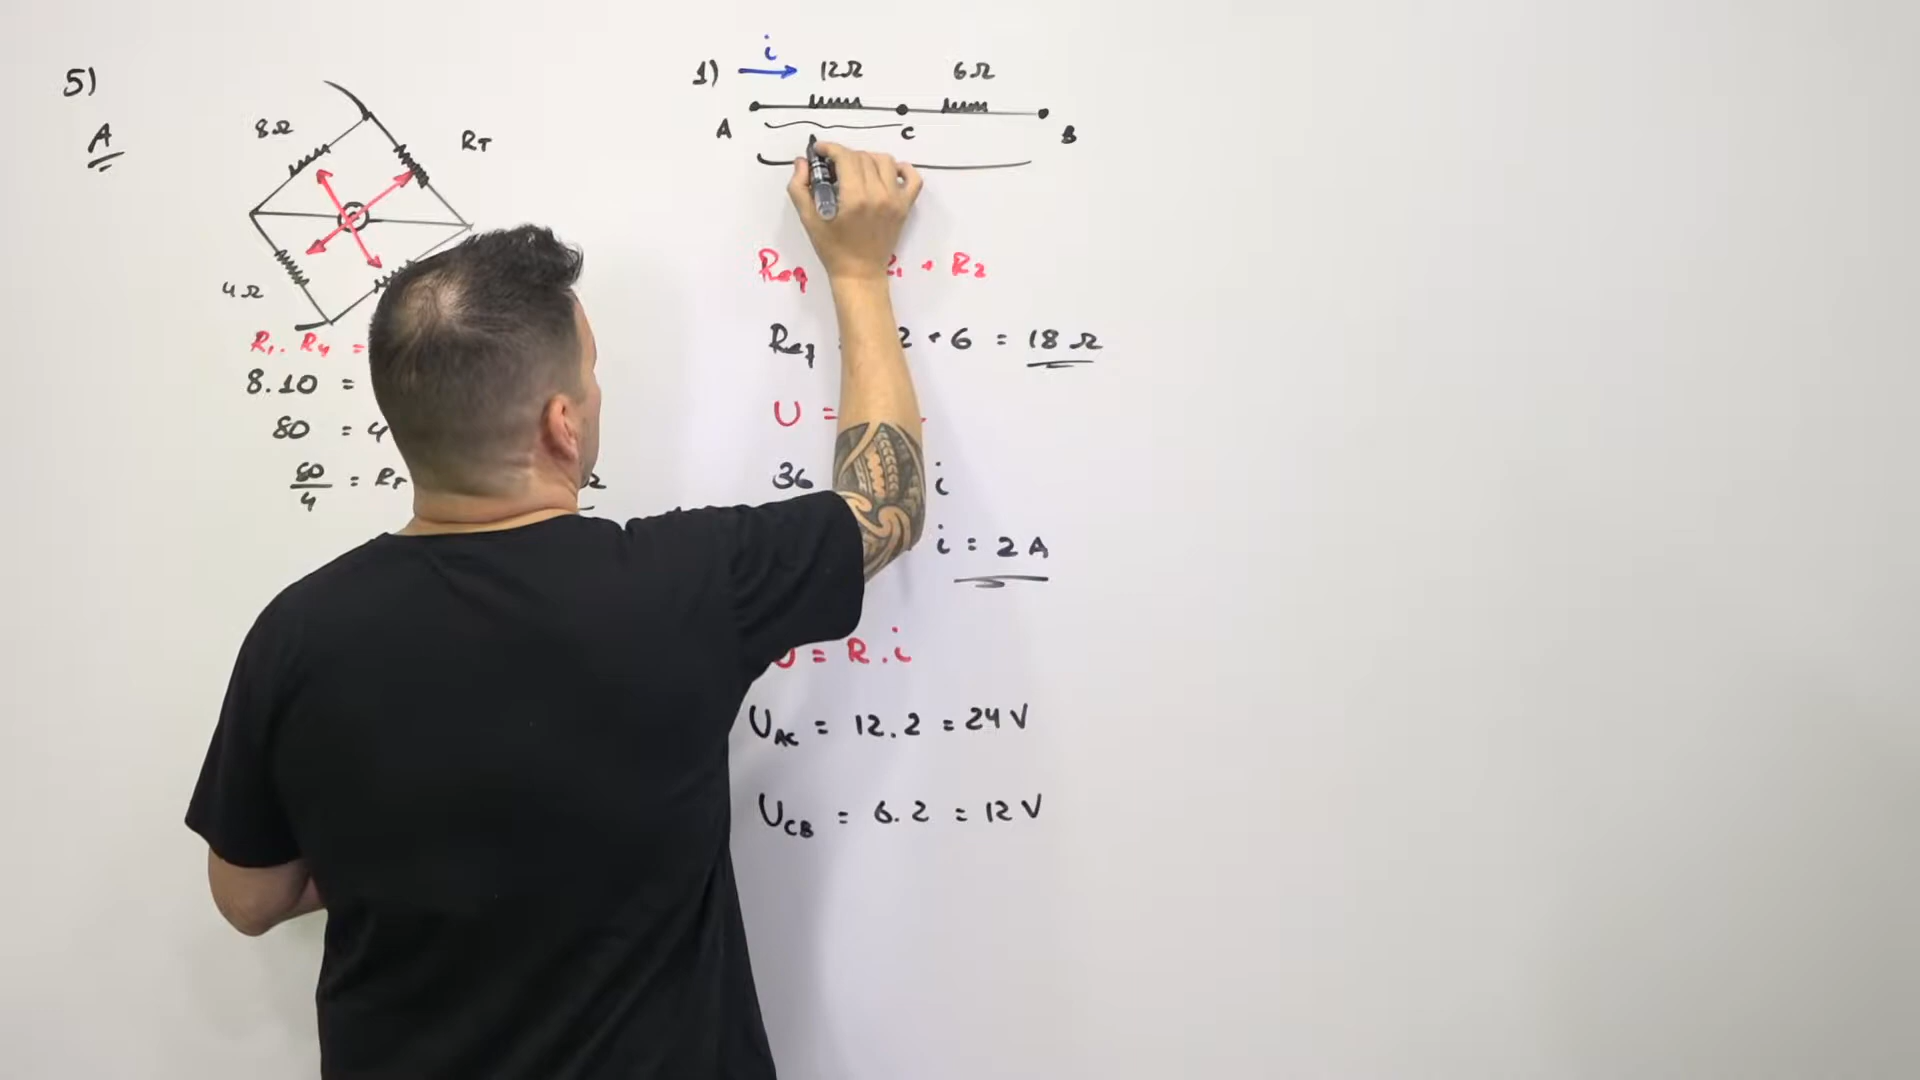 5)
A
8Ω
RT
4Ω
R1 . R4 =
8.10 =
80 = 4
80/4 = RT
1) i
12Ω 6Ω
A C B
Req R1 + R2
Req 2 + 6 = 18 Ω
U =
36 i
i = 2 A
U = R . i
UAC = 12.2 = 24 V
UCB = 6.2 = 12 V